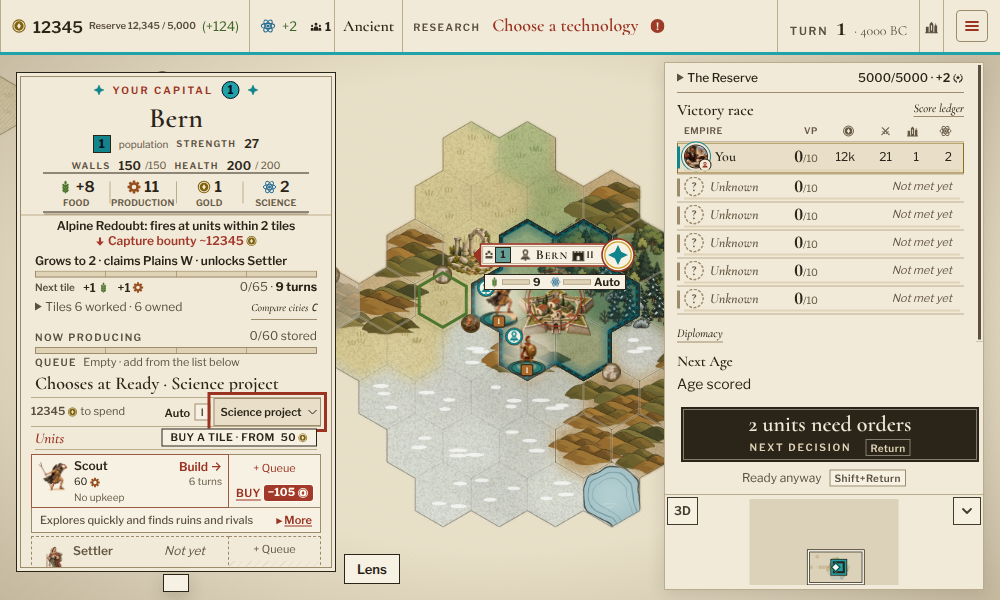 12345 Reserve 12,345 / 5,000 (+124)
+2
1
Ancient
RESEARCH Choose a technology !
TURN 1 · 4000 BC
YOUR CAPITAL 1
Bern
1 population STRENGTH 27
WALLS 150 /150 HEALTH 200 / 200
+8 11 1 2
FOOD PRODUCTION GOLD SCIENCE
Alpine Redoubt: fires at units within 2 tiles
Capture bounty ~12345
Grows to 2 · claims Plains W · unlocks Settler
Next tile +1 +1 0/65 · 9 turns
Tiles 6 worked · 6 owned Compare cities C
NOW PRODUCING 0/60 stored
QUEUE Empty · add from the list below
Chooses at Ready · Science project
12345 to spend Auto I Science project
Units BUY A TILE · FROM 50
Scout Build → + Queue
60 6 turns
No upkeep BUY −105
Explores quickly and finds ruins and rivals ▸ More
Settler Not yet + Queue
1 BERN II
9 Auto
I
I
Lens
The Reserve 5000/5000 · +2
Victory race Score ledger
EMPIRE VP
You 0/10 12k 21 1 2
? Unknown 0/10 Not met yet
? Unknown 0/10 Not met yet
? Unknown 0/10 Not met yet
? Unknown 0/10 Not met yet
? Unknown 0/10 Not met yet
Diplomacy
Next Age
Age scored
2 units need orders
NEXT DECISION Return
Ready anyway Shift+Return
3D